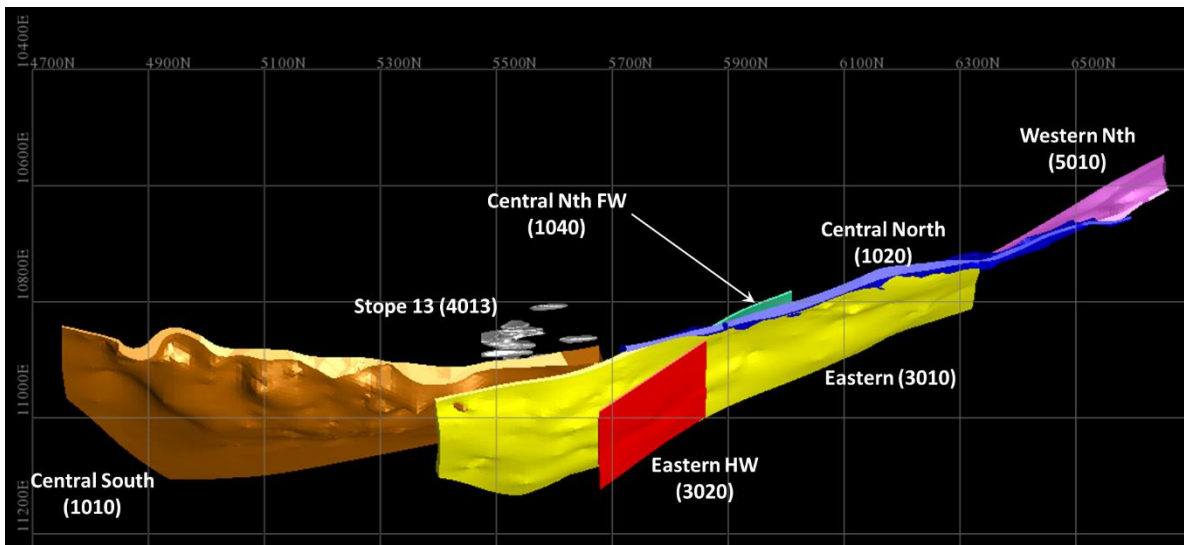 10400E
4700N 4900N 5100N 5300N 5500N 5700N 5900N 6100N 6300N 6500N
10600E
Western Nth
(5010)
Central Nth FW
(1040)
Central North
(1020)
10800E
Stope 13 (4013)
11000E
Eastern (3010)
Central South
(1010)
Eastern HW
(3020)
11200E